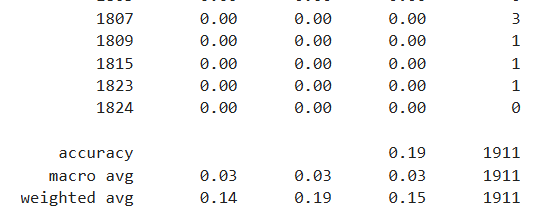 1807 0.00 0.00 0.00 3
1809 0.00 0.00 0.00 1
1815 0.00 0.00 0.00 1
1823 0.00 0.00 0.00 1
1824 0.00 0.00 0.00 0
accuracy 0.19 1911
macro avg 0.03 0.03 0.03 1911
weighted avg 0.14 0.19 0.15 1911